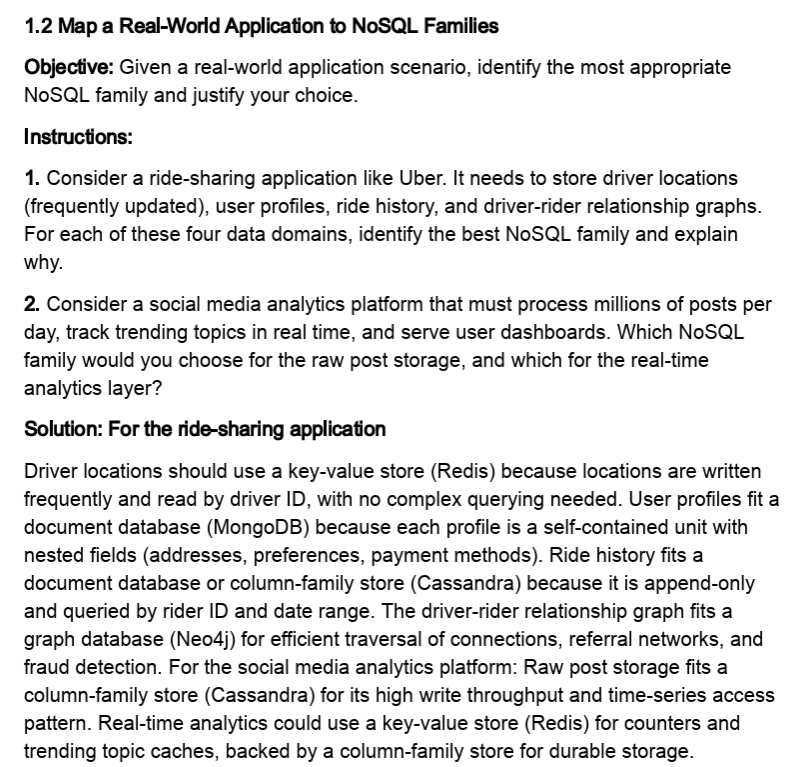 1.2 Map a Real-World Application to NoSQL Families
Objective: Given a real-world application scenario, identify the most appropriate
NoSQL family and justify your choice.
Instructions:
1. Consider a ride-sharing application like Uber. It needs to store driver locations
(frequently updated), user profiles, ride history, and driver-rider relationship graphs.
For each of these four data domains, identify the best NoSQL family and explain
why.
2. Consider a social media analytics platform that must process millions of posts per
day, track trending topics in real time, and serve user dashboards. Which NoSQL
family would you choose for the raw post storage, and which for the real-time
analytics layer?
Solution: For the ride-sharing application
Driver locations should use a key-value store (Redis) because locations are written
frequently and read by driver ID, with no complex querying needed. User profiles fit a
document database (MongoDB) because each profile is a self-contained unit with
nested fields (addresses, preferences, payment methods). Ride history fits a
document database or column-family store (Cassandra) because it is append-only
and queried by rider ID and date range. The driver-rider relationship graph fits a
graph database (Neo4j) for efficient traversal of connections, referral networks, and
fraud detection. For the social media analytics platform: Raw post storage fits a
column-family store (Cassandra) for its high write throughput and time-series access
pattern. Real-time analytics could use a key-value store (Redis) for counters and
trending topic caches, backed by a column-family store for durable storage.